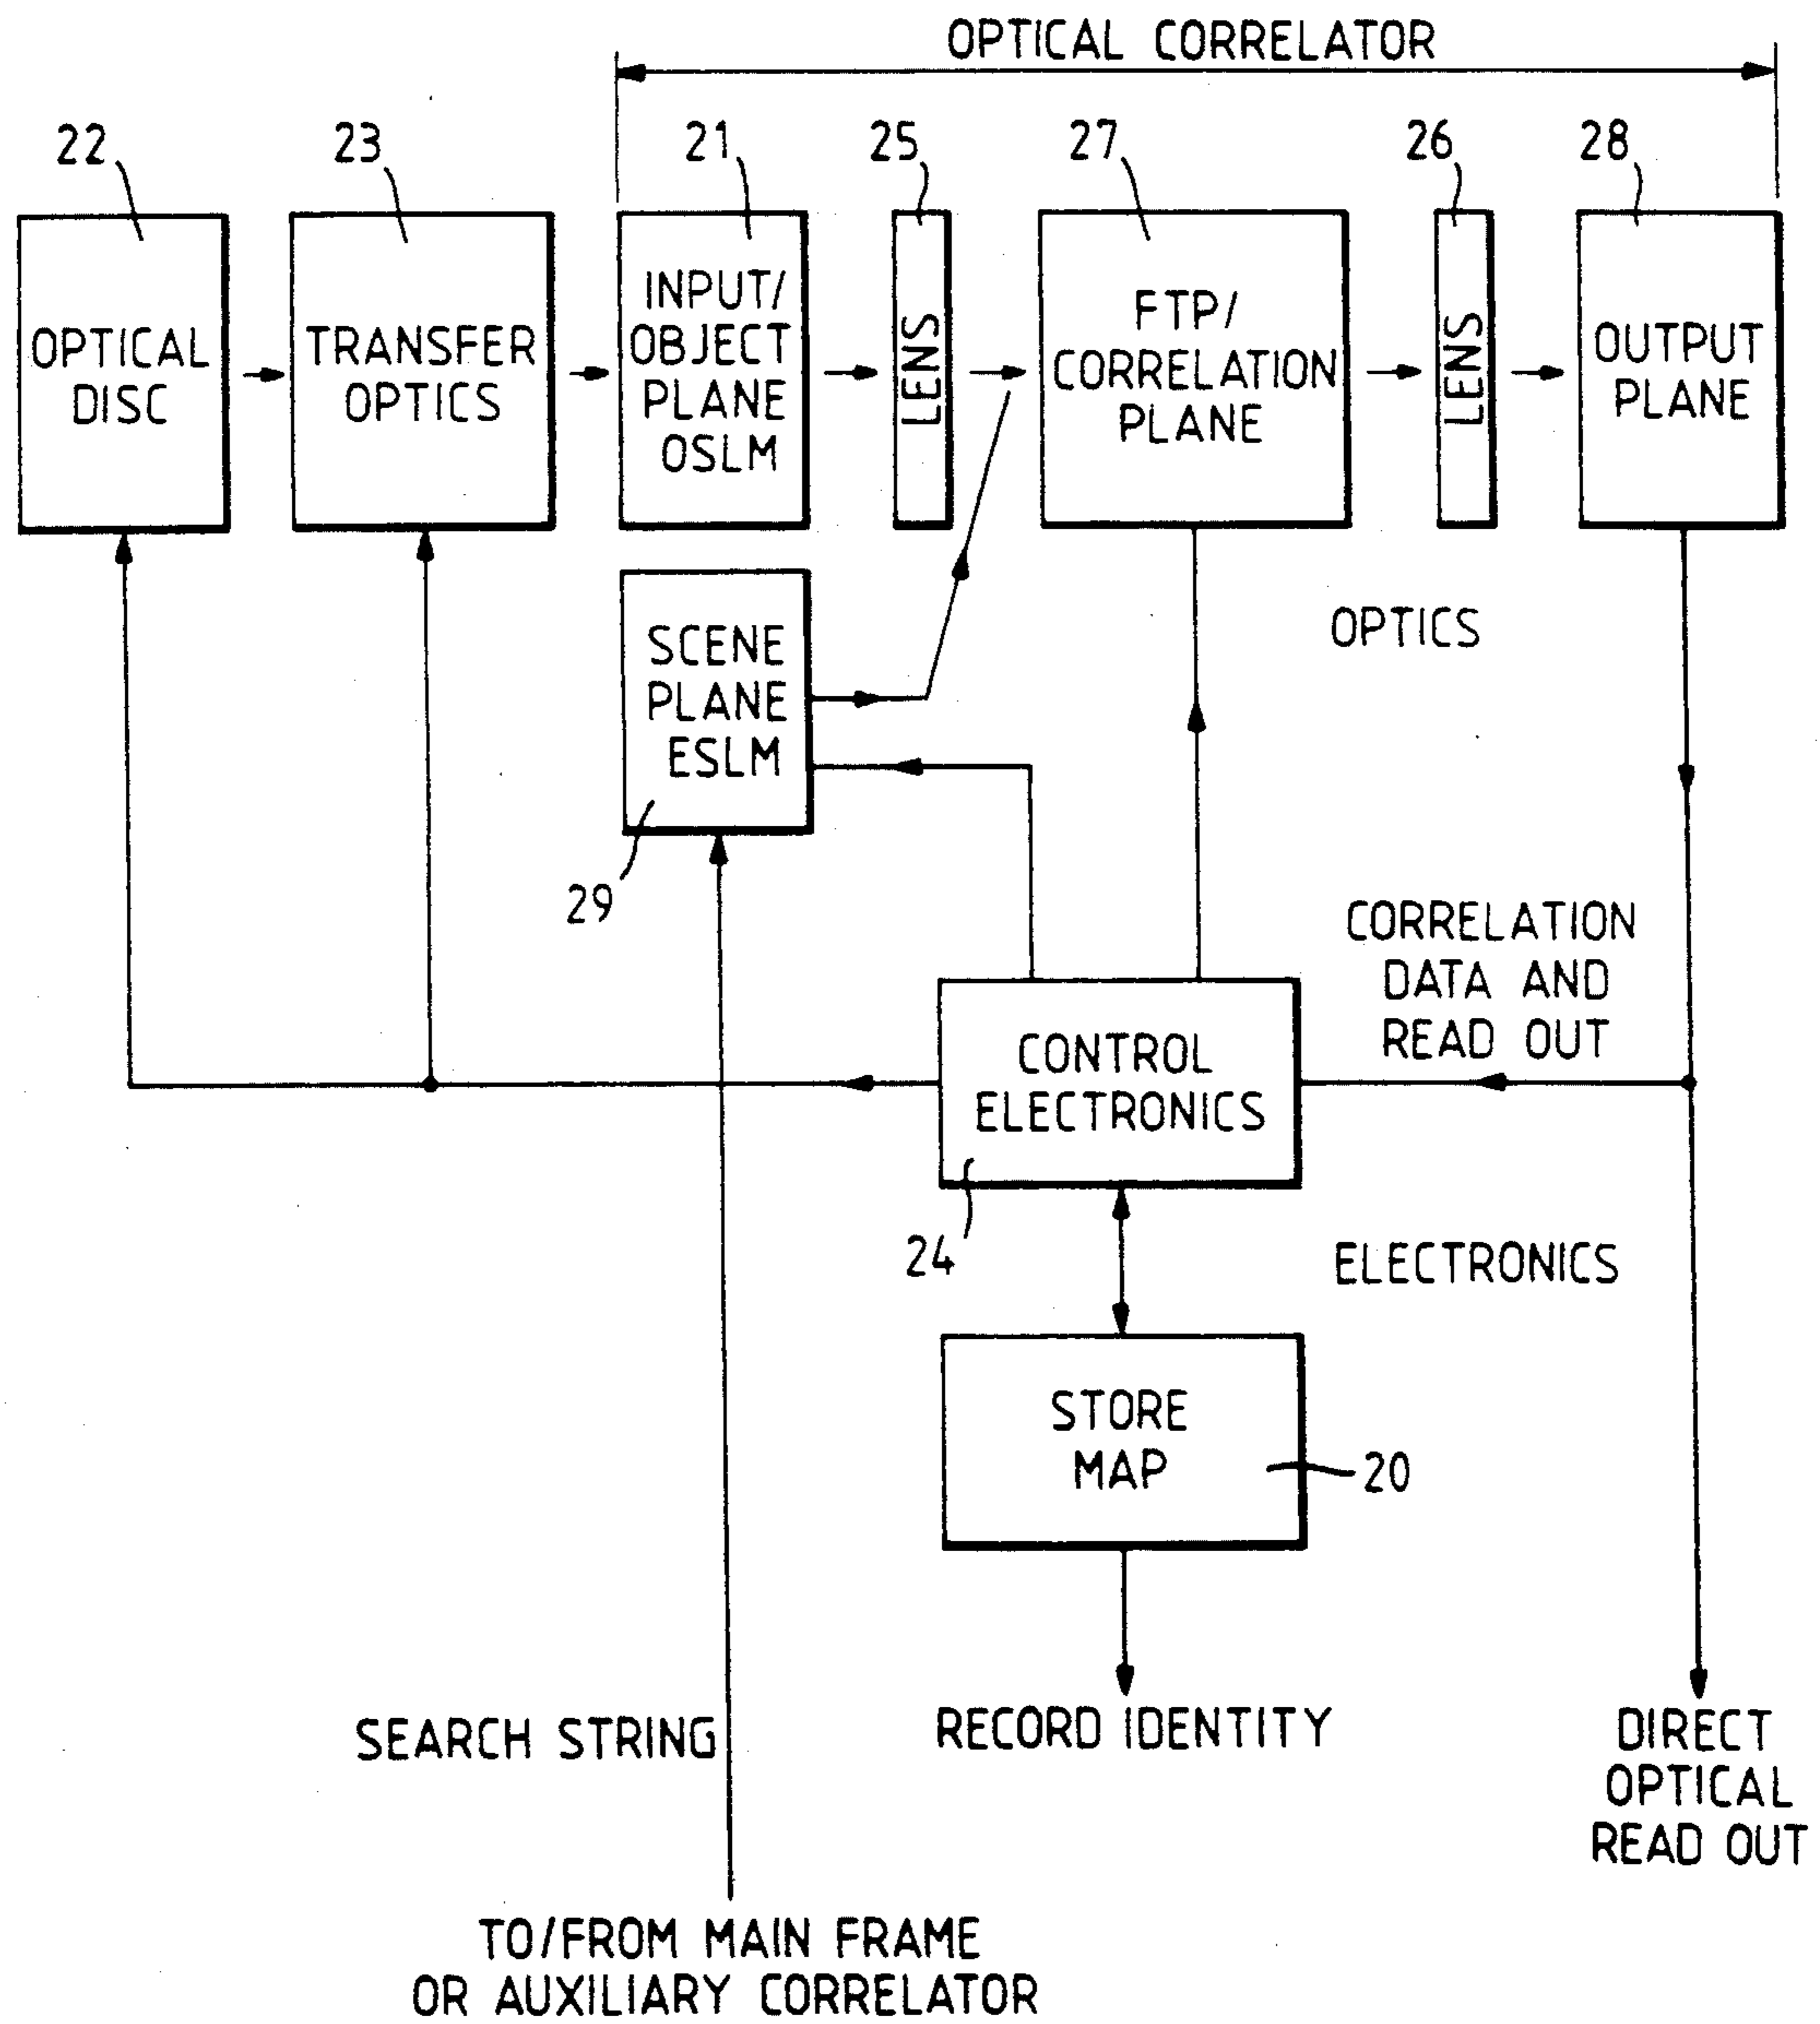 OPTICAL CORRELATOR
22
23
21
25
27
26
28
OPTICAL
DISC
TRANSFER
OPTICS
INPUT/
OBJECT
PLANE
OSLM
LENS
FTP/
CORRELATION
PLANE
LENS
OUTPUT
PLANE
SCENE
PLANE
ESLM
29
OPTICS
CORRELATION
DATA AND
READ OUT
CONTROL
ELECTRONICS
24
ELECTRONICS
STORE
MAP
20
SEARCH STRING
RECORD IDENTITY
DIRECT
OPTICAL
READ OUT
TO/FROM MAIN FRAME
OR AUXILIARY CORRELATOR